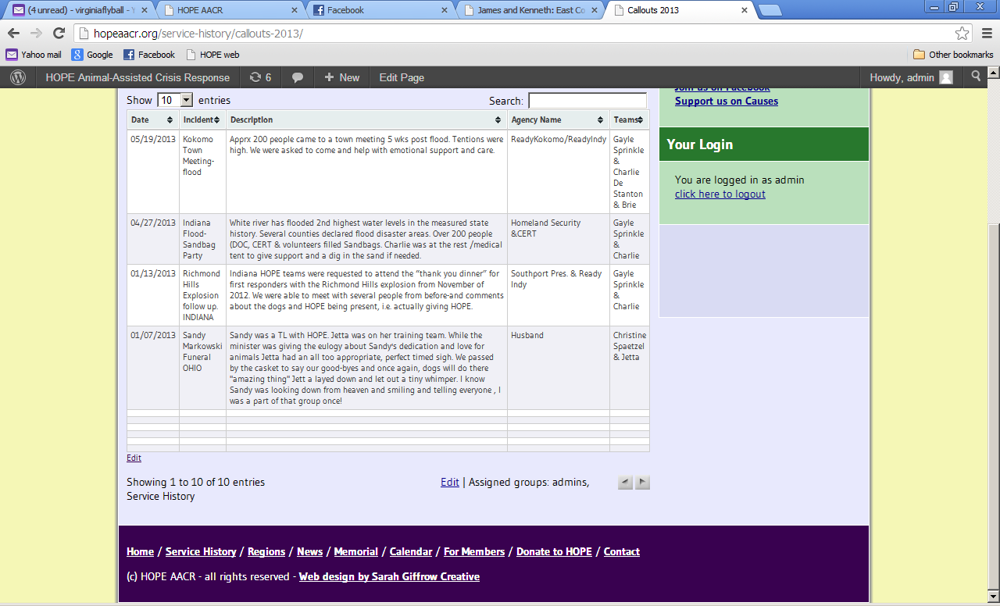 (4 unread) - virginiaflyball - Y
HOPE AACR
Facebook
James and Kenneth: East Co
Callouts 2013
hopeaacr.org/service-history/callouts-2013/
Yahoo mail
Google
Facebook
HOPE web
Other bookmarks
HOPE Animal-Assisted Crisis Response
6
+ New
Edit Page
Howdy, admin
Show 10 entries
Search:
Date
Incident
Description
Agency Name
Teams
05/19/2013
Kokomo
Town
Meeting-
flood
Apprx 200 people came to a town meeting 5 wks post flood. Tentions were
high. We were asked to come and help with emotional support and care.
ReadyKokomo/ReadyIndy
Gayle
Sprinkle
&
Charlie
De
Stanton
& Brie
04/27/2013
Indiana
Flood-
Sandbag
Party
White river has flooded 2nd highest water levels in the measured state
history. Several counties declared flood disaster areas. Over 200 people
(DOC, CERT & volunteers filled Sandbags. Charlie was at the rest /medical
tent to give support and a dig in the sand if needed.
Homeland Security
&CERT
Gayle
Sprinkle
&
Charlie
01/13/2013
Richmond
Hills
Explosion
follow up.
INDIANA
Indiana HOPE teams were requested to attend the “thank you dinner” for
first responders with the Richmond Hills explosion from November of
2012. We were able to meet with several people from before-and comments
about the dogs and HOPE being present, i.e. actually giving HOPE.
Southport Pres. & Ready
Indy
Gayle
Sprinkle
&
Charlie
01/07/2013
Sandy
Markowski
Funeral
OHIO
Sandy was a TL with HOPE. Jetta was on her training team. While the
minister was giving the eulogy about Sandy's dedication and love for
animals Jetta had an all too appropriate, perfect timed sigh. We passed
by the casket to say our good-byes and once again, dogs will do there
"amazing thing" Jett a layed down and let out a tiny whimper. I know
Sandy was looking down from heaven and smiling and telling everyone , I
was a part of that group once!
Husband
Christine
Spaetzel
& Jetta
Edit
Showing 1 to 10 of 10 entries
Edit | Assigned groups: admins,
Service History
Join us on Facebook
Support us on Causes
Your Login
You are logged in as admin
click here to logout
Home / Service History / Regions / News / Memorial / Calendar / For Members / Donate to HOPE / Contact
(c) HOPE AACR - all rights reserved - Web design by Sarah Giffrow Creative